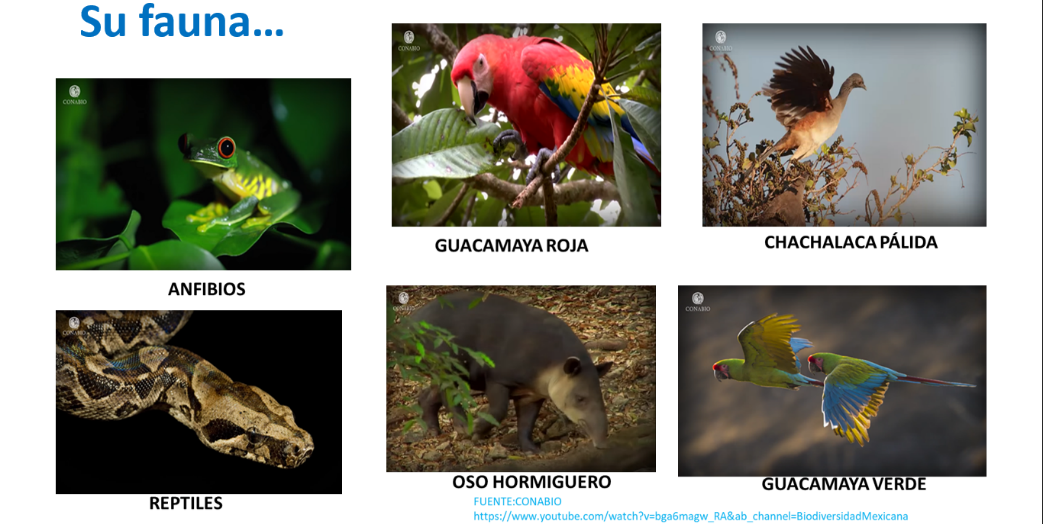 Su fauna...
CONABIO
CONABIO
CONABIO
ANFIBIOS
GUACAMAYA ROJA
CHACHALACA PÁLIDA
CONABIO
CONABIO
CONABIO
REPTILES
OSO HORMIGUERO
GUACAMAYA VERDE
FUENTE:CONABIO
https://www.youtube.com/watch?v=bga6magw_RA&ab_channel=BiodiversidadMexicana